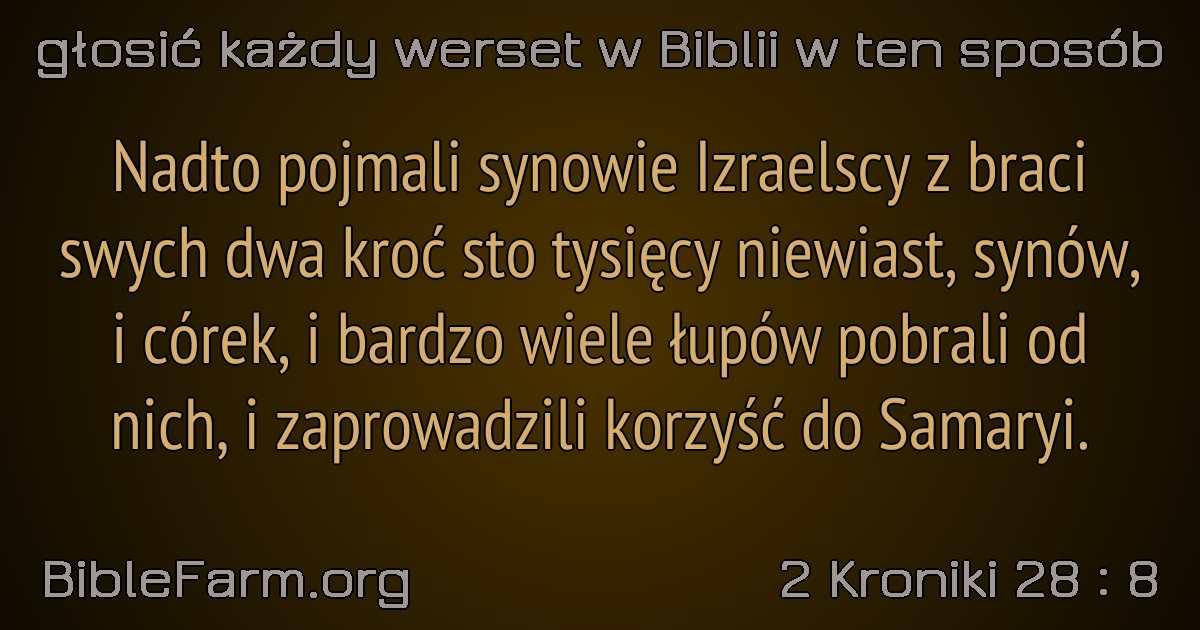 głosić każdy werset w Biblii w ten sposób
Nadto pojmali synowie Izraelscy z braci
swych dwa kroć sto tysięcy niewiast, synów,
i córek, i bardzo wiele łupów pobrali od
nich, i zaprowadzili korzyść do Samaryi.
BibleFarm.org
2 Kroniki 28 : 8